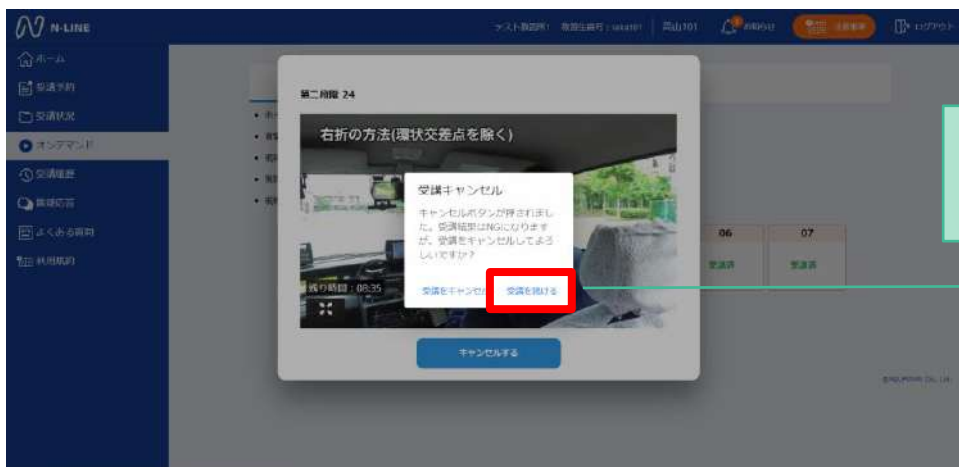 N-LINE
ログアウト
ホーム
受講予約
受講状況
オンデマンド
受講履歴
質疑応答
よくある質問
利用規約
第二段階 24
右折の方法(環状交差点を除く)
受講キャンセル
キャンセルボタンが押されまし
た。受講結果はNGになります
が、受講をキャンセルしてよろ
しいですか?
受講をキャンセル 受講を続ける
残り時間:08:35
キャンセルする
06 07
受講済 受講済